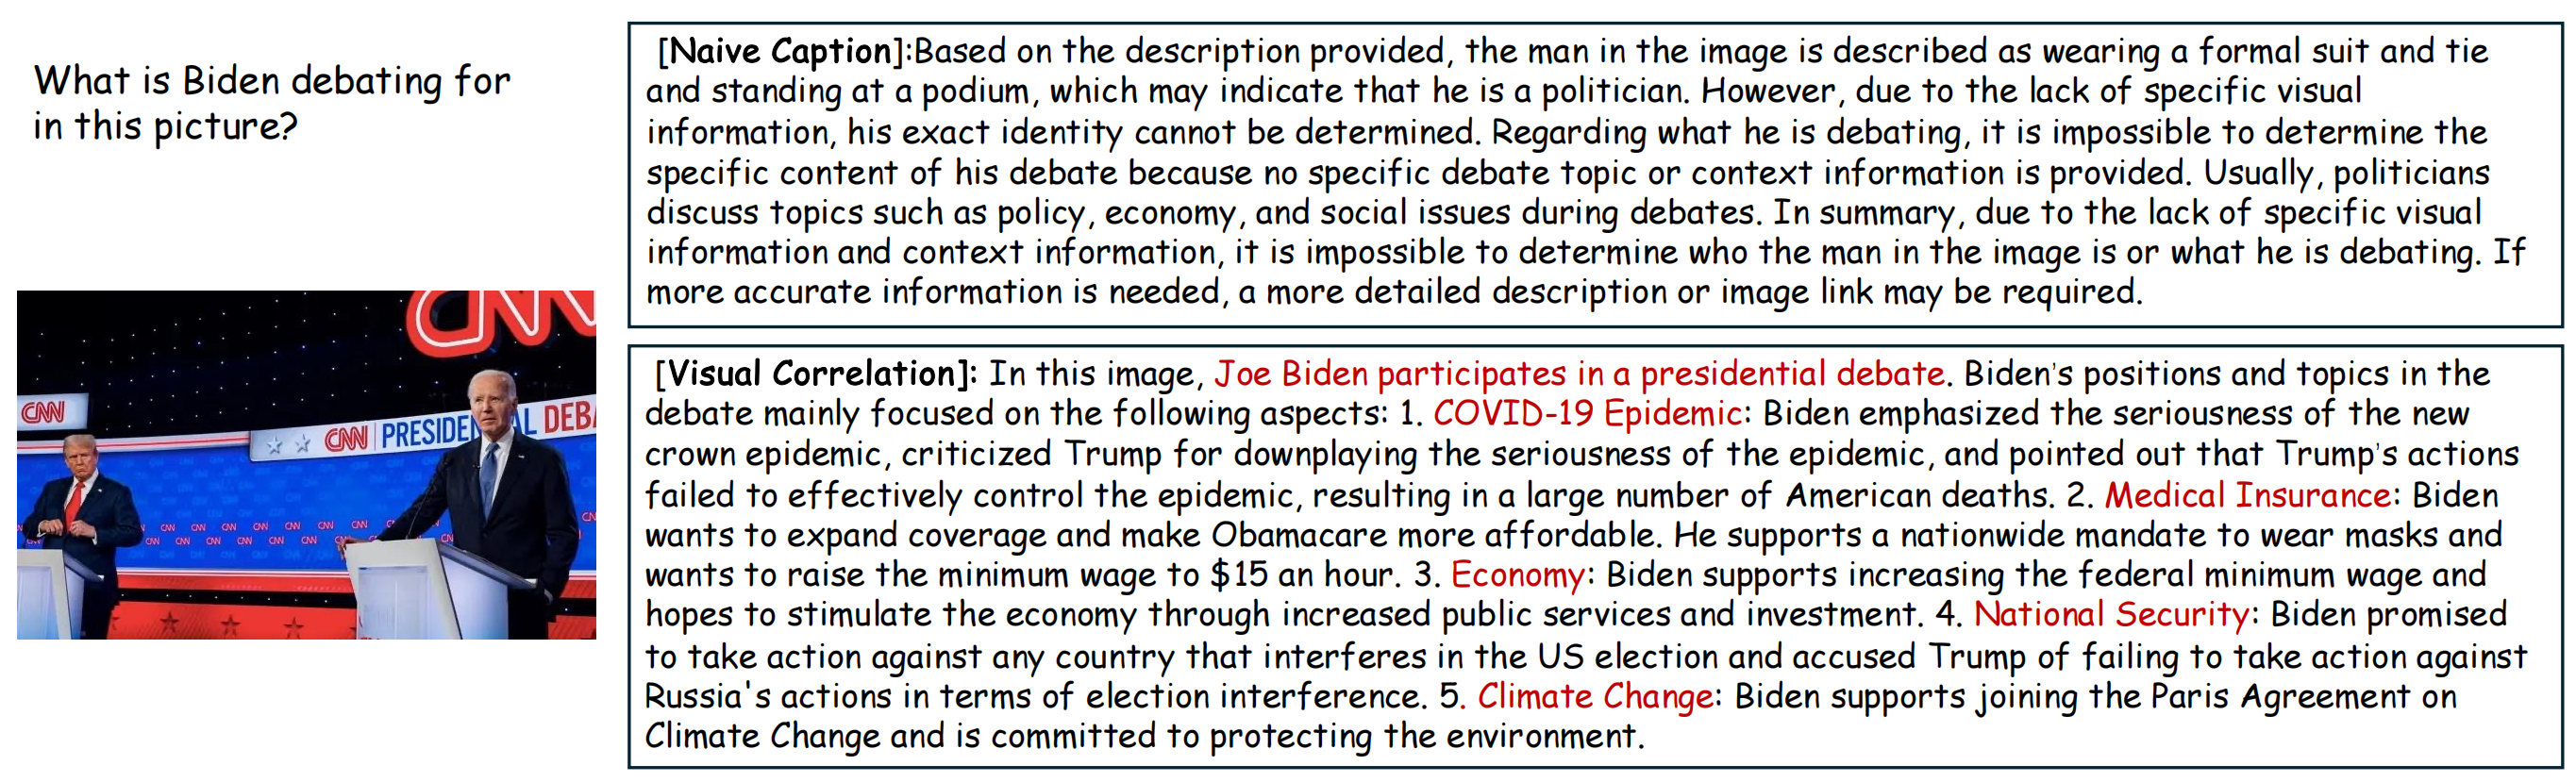 What is Biden debating for
in this picture?
CNN
CNN
CNN PRESIDENTIAL DEBA
CNN CNN CNN CNN CNN CNN CNN
CNN CNN CNN CNN CNN CNN
[Naive Caption]:Based on the description provided, the man in the image is described as wearing a formal suit and tie
and standing at a podium, which may indicate that he is a politician. However, due to the lack of specific visual
information, his exact identity cannot be determined. Regarding what he is debating, it is impossible to determine the
specific content of his debate because no specific debate topic or context information is provided. Usually, politicians
discuss topics such as policy, economy, and social issues during debates. In summary, due to the lack of specific visual
information and context information, it is impossible to determine who the man in the image is or what he is debating. If
more accurate information is needed, a more detailed description or image link may be required.
[Visual Correlation]: In this image, Joe Biden participates in a presidential debate. Biden's positions and topics in the
debate mainly focused on the following aspects: 1. COVID-19 Epidemic: Biden emphasized the seriousness of the new
crown epidemic, criticized Trump for downplaying the seriousness of the epidemic, and pointed out that Trump's actions
failed to effectively control the epidemic, resulting in a large number of American deaths. 2. Medical Insurance: Biden
wants to expand coverage and make Obamacare more affordable. He supports a nationwide mandate to wear masks and
wants to raise the minimum wage to $15 an hour. 3. Economy: Biden supports increasing the federal minimum wage and
hopes to stimulate the economy through increased public services and investment. 4. National Security: Biden promised
to take action against any country that interferes in the US election and accused Trump of failing to take action against
Russia's actions in terms of election interference. 5. Climate Change: Biden supports joining the Paris Agreement on
Climate Change and is committed to protecting the environment.